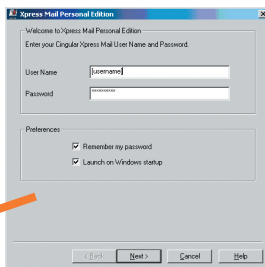 Xpress Mail Personal Edition
Welcome to Xpress Mail Personal Edition
Enter your Cingular Xpress Mail User Name and Password.
User Name
[username]
Password
**********
Preferences
Remember my password
Launch on Windows startup
< Back
Next >
Cancel
Help